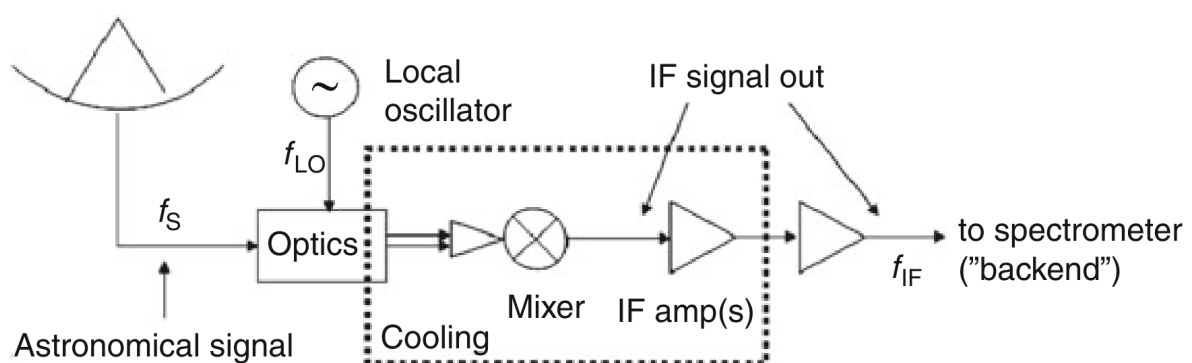 Local
oscillator
IF signal out
f_LO
f_S
Optics
to spectrometer
("backend")
f_IF
Mixer
IF amp(s)
Cooling
Astronomical signal
~